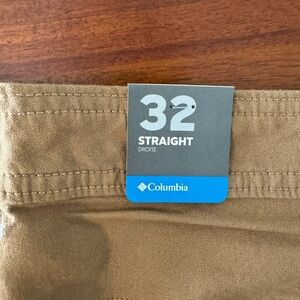 32
STRAIGHT
DROITE
Columbia